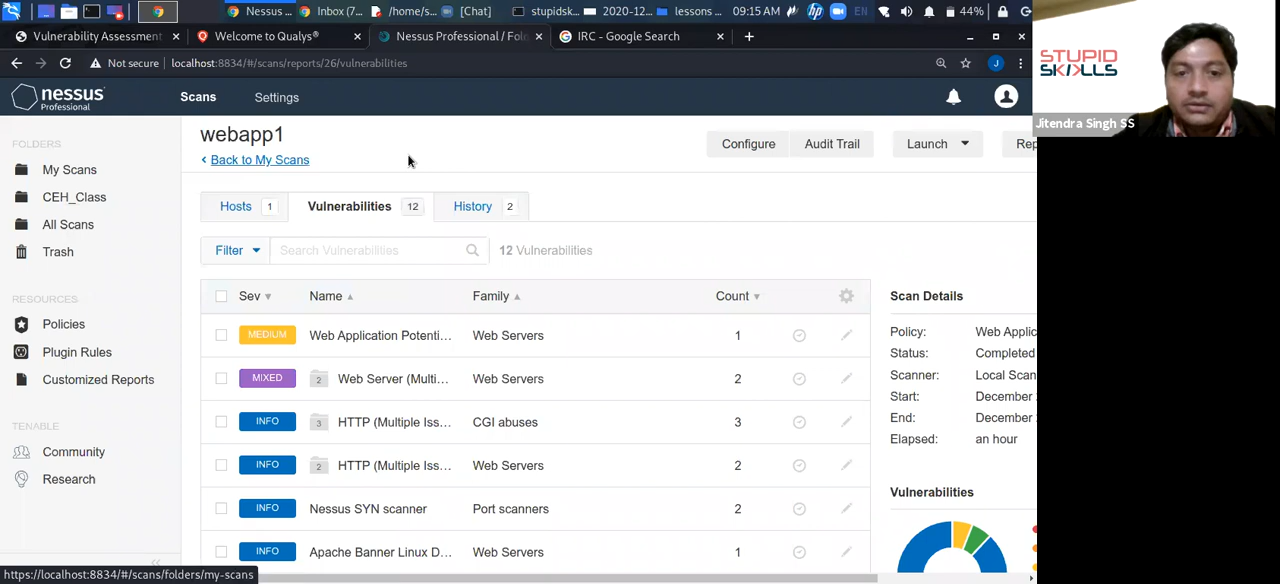 Nessus ...
Inbox (7...
/home/s...
[Chat]
stupidsk...
2020-12...
lessons ...
09:15 AM
EN
44%
Vulnerability Assessment
Welcome to Qualys®
Nessus Professional / Fol
IRC - Google Search
Not secure
localhost:8834/#/scans/reports/26/vulnerabilities
J
STUPID
SKILLS
Jitendra Singh SS
nessus
Professional
Scans
Settings
FOLDERS
My Scans
CEH_Class
All Scans
Trash
RESOURCES
Policies
Plugin Rules
Customized Reports
TENABLE
Community
Research
webapp1
< Back to My Scans
Configure
Audit Trail
Launch
Rep
Hosts 1
Vulnerabilities 12
History 2
Filter
Search Vulnerabilities
12 Vulnerabilities
Sev Name Family Count
MEDIUM Web Application Potenti... Web Servers 1
MIXED 2 Web Server (Multi... Web Servers 2
INFO 3 HTTP (Multiple Iss... CGI abuses 3
INFO 2 HTTP (Multiple Iss... Web Servers 2
INFO Nessus SYN scanner Port scanners 2
INFO Apache Banner Linux D... Web Servers 1
Scan Details
Policy: Web Applic
Status: Completed
Scanner: Local Scan
Start: December
End: December
Elapsed: an hour
Vulnerabilities
https://localhost:8834/#/scans/folders/my-scans